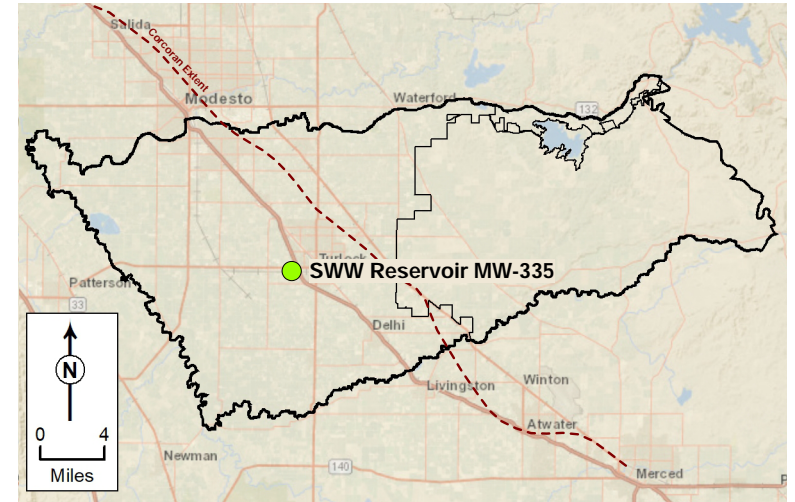 Salida
Corcoran Extent
Modesto
Waterford
132
SWW Reservoir MW-335
Patterson
33
Delhi
N
Livingston
Winton
0 4
Miles
Atwater
Newman
140
Merced